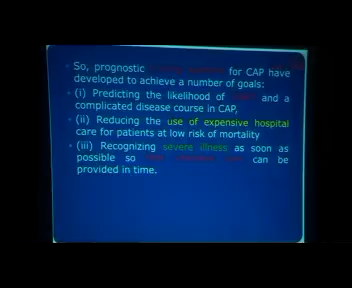 So, prognostic scoring systems for CAP have
developed to achieve a number of goals:
(i) Predicting the likelihood of and a
complicated disease course in CAP,
(ii) Reducing the use of expensive hospital
care for patients at low risk of mortality
(iii) Recognizing severe illness as soon as
possible so can be
provided in time.